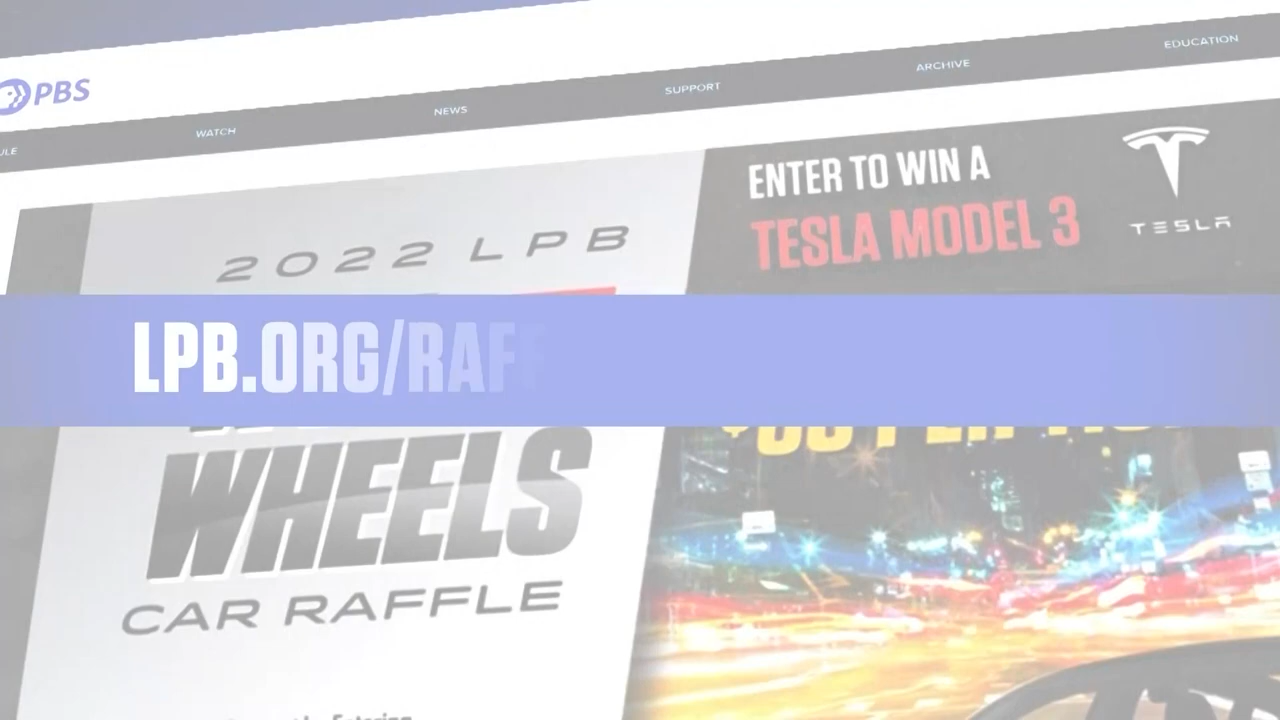 PBS
WATCH
NEWS
SUPPORT
ARCHIVE
EDUCATION
ENTER TO WIN A
TESLA MODEL 3
TESLA
2022 LPB
LPB.ORG/RAFF
WHEELS
CAR RAFFLE